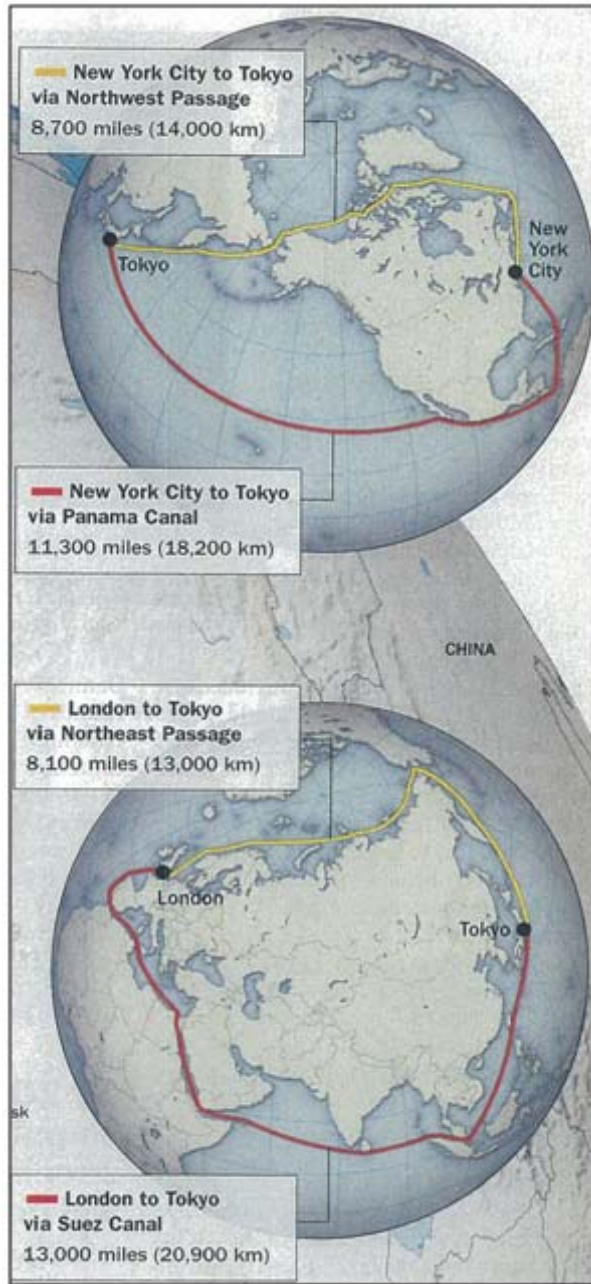 New York City to Tokyo
via Northwest Passage
8,700 miles (14,000 km)
Tokyo
New
York
City
New York City to Tokyo
via Panama Canal
11,300 miles (18,200 km)
CHINA
London to Tokyo
via Northeast Passage
8,100 miles (13,000 km)
London
Tokyo
sk
London to Tokyo
via Suez Canal
13,000 miles (20,900 km)